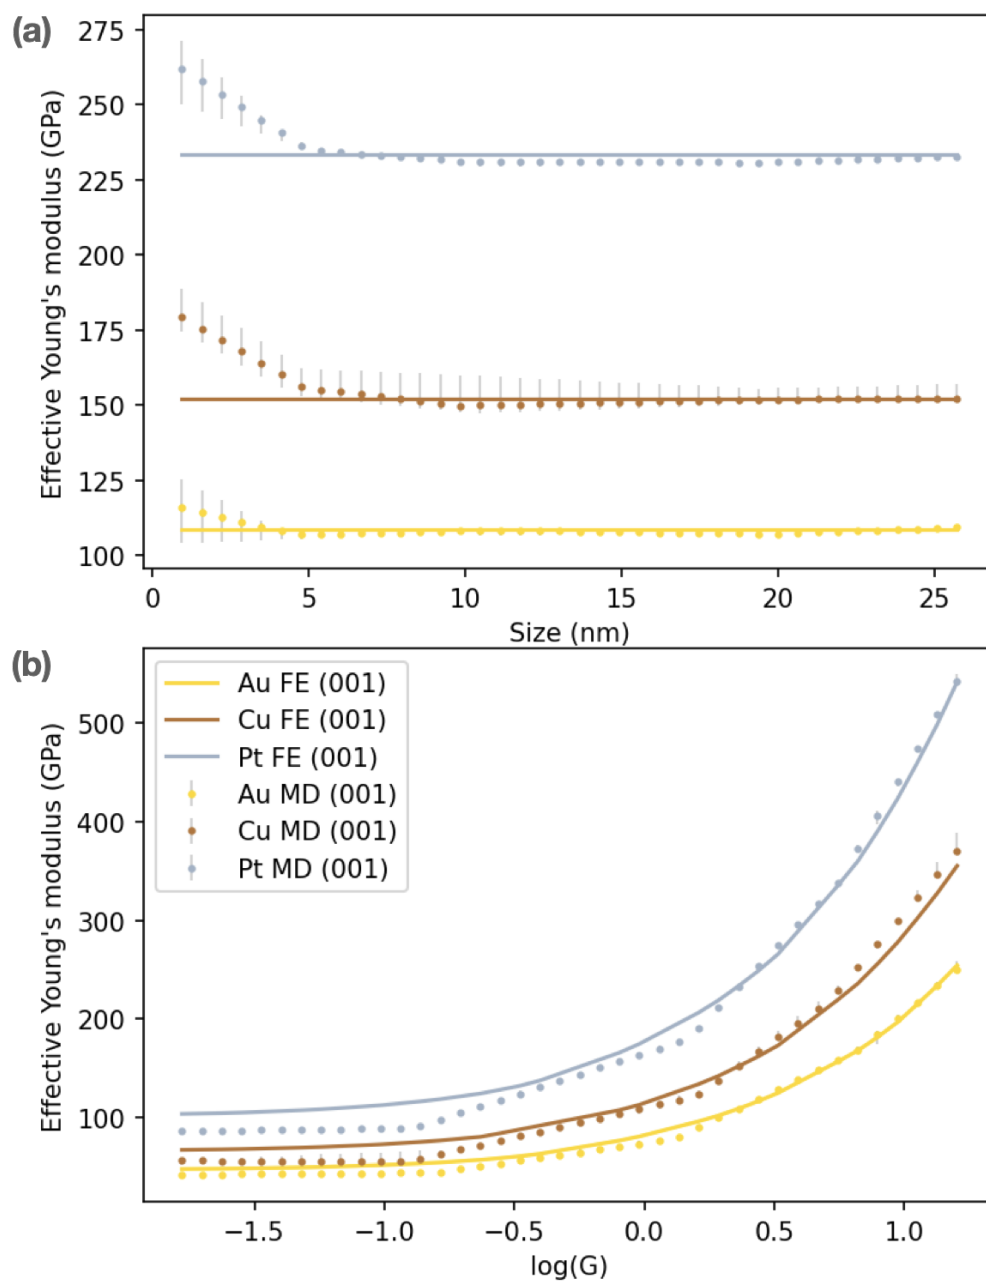 (a)
Effective Young's modulus (GPa)
275
250
225
200
175
150
125
100
0 5 10 15 20 25
Size (nm)
(b)
Effective Young's modulus (GPa)
500
400
300
200
100
Au FE (001)
Cu FE (001)
Pt FE (001)
Au MD (001)
Cu MD (001)
Pt MD (001)
−1.5 −1.0 −0.5 0.0 0.5 1.0
log(G)